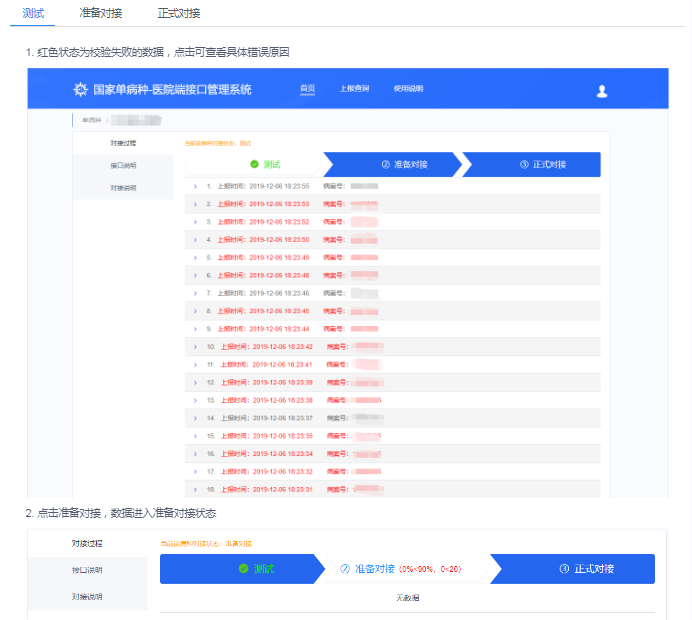 测试 准备对接 正式对接
1. 红色状态为校验失败的数据，点击可查看具体错误原因
国家单病种-医院端接口管理系统 首页 上报查询 使用说明
单病种 /
对接过程
接口说明
对接说明
当前该病种对接状态：测试
测试 ② 准备对接 ③ 正式对接
1. 上报时间：2019-12-06 18:23:55 病案号：
2. 上报时间：2019-12-06 18:23:53 病案号：
3. 上报时间：2019-12-06 18:23:52 病案号：
4. 上报时间：2019-12-06 18:23:50 病案号：
5. 上报时间：2019-12-06 18:23:49 病案号：
6. 上报时间：2019-12-06 18:23:48 病案号：
7. 上报时间：2019-12-06 18:23:46 病案号：
8. 上报时间：2019-12-06 18:23:45 病案号：
9. 上报时间：2019-12-06 18:23:44 病案号：
10. 上报时间：2019-12-06 18:23:42 病案号：
11. 上报时间：2019-12-06 18:23:41 病案号：
12. 上报时间：2019-12-06 18:23:39 病案号：
13. 上报时间：2019-12-06 18:23:38 病案号：
14. 上报时间：2019-12-06 18:23:37 病案号：
15. 上报时间：2019-12-06 18:23:35 病案号：
16. 上报时间：2019-12-06 18:23:34 病案号：
17. 上报时间：2019-12-06 18:23:32 病案号：
18. 上报时间：2019-12-06 18:23:31 病案号：
2. 点击准备对接，数据进入准备对接状态
对接过程
接口说明
对接说明
当前该病种对接状态：准备对接
测试 ② 准备对接（0%<90%，0<20） ③ 正式对接
无数据